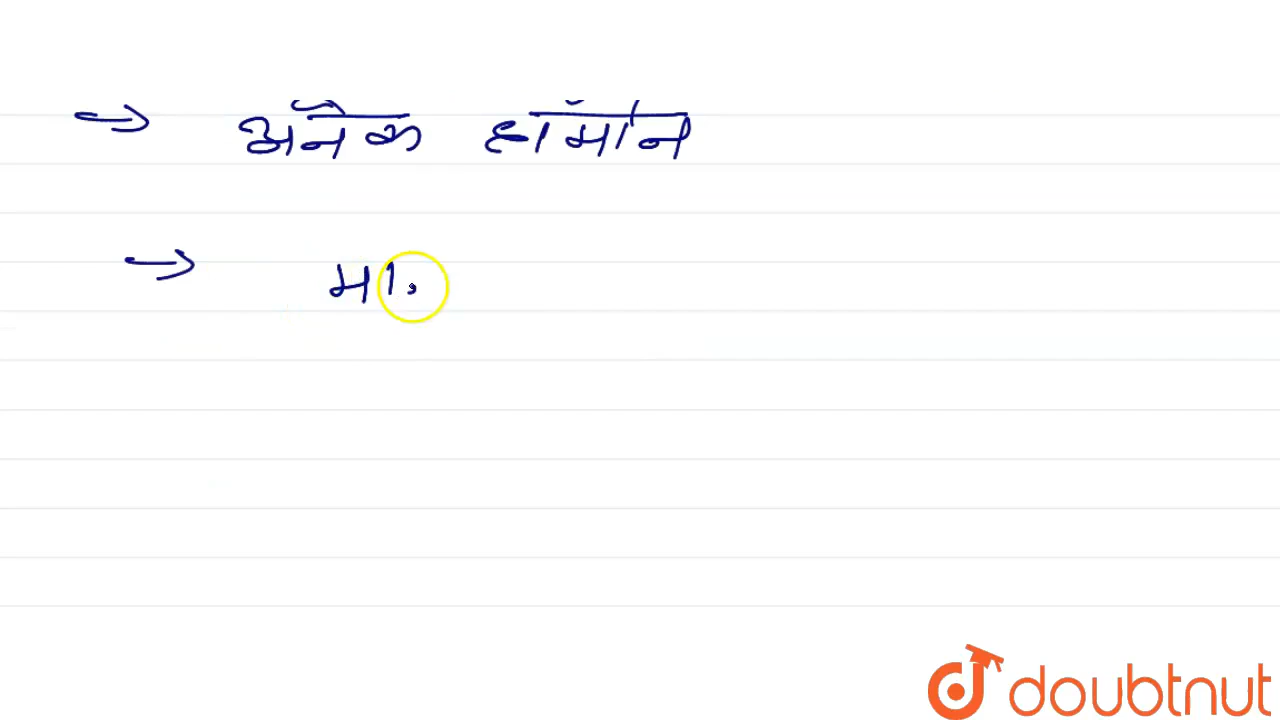 → अनेक हॉर्मोन
→ मा
doubtnut